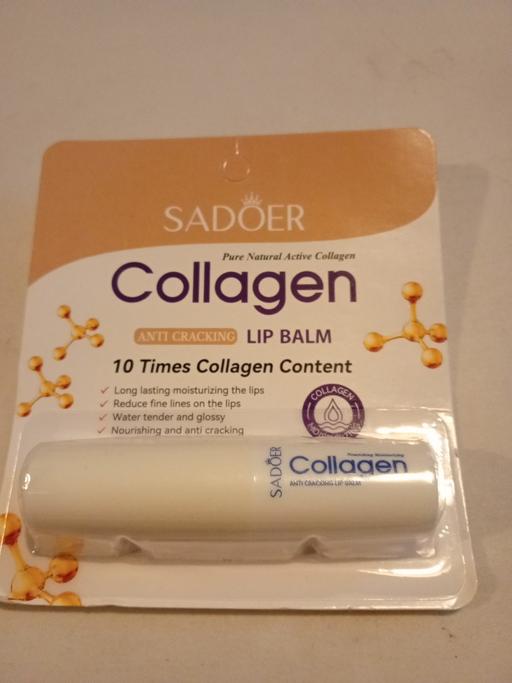 SADOER
Pure Natural Active Collagen
Collagen
ANTI CRACKING LIP BALM
10 Times Collagen Content
✓ Long lasting moisturizing the lips
✓ Reduce fine lines on the lips
✓ Water tender and glossy
✓ Nourishing and anti cracking
COLLAGEN
SADOER
Nourishing Moisturizing
Collagen
ANTI CRACKING LIP BALM